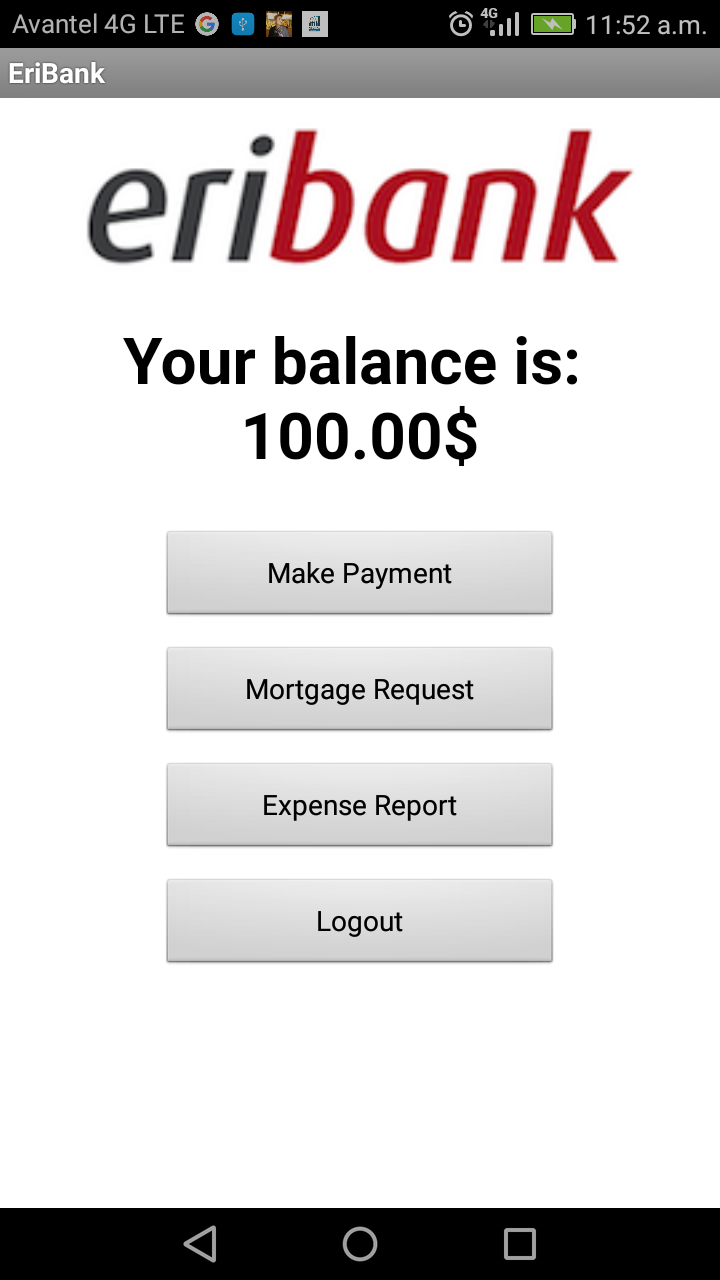 Avantel 4G LTE 4G 11:52 a.m.
EriBank
eribank
Your balance is:
100.00$
Make Payment
Mortgage Request
Expense Report
Logout